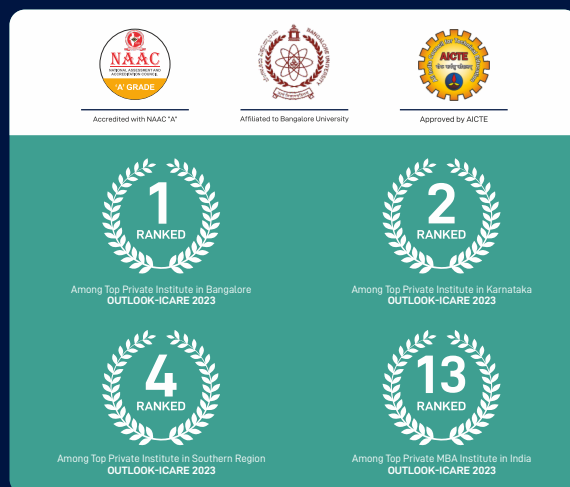 NAAC
NATIONAL ASSESSMENT AND
ACCREDITATION COUNCIL
'A' GRADE
BANGALORE UNIVERSITY
AICTE
Accredited with NAAC "A"
Affiliated to Bangalore University
Approved by AICTE
1
RANKED
Among Top Private Institute in Bangalore
OUTLOOK-ICARE 2023
2
RANKED
Among Top Private Institute in Karnataka
OUTLOOK-ICARE 2023
4
RANKED
Among Top Private Institute in Southern Region
OUTLOOK-ICARE 2023
13
RANKED
Among Top Private MBA Institute in India
OUTLOOK-ICARE 2023